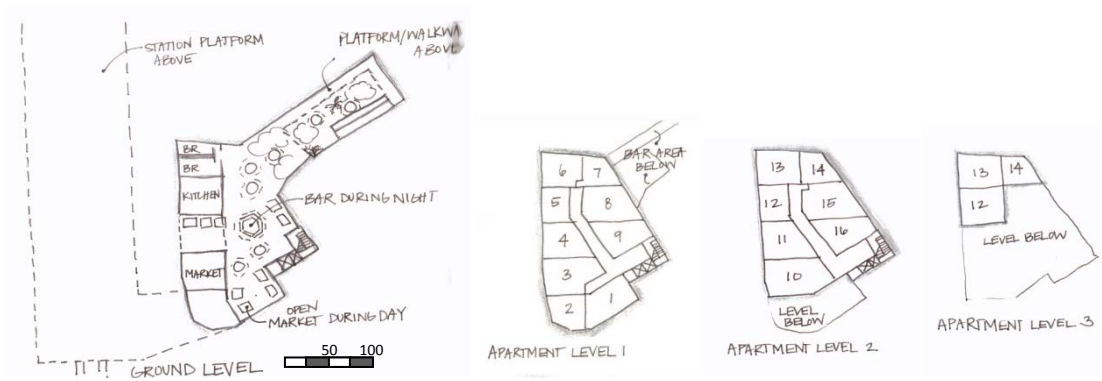 STATION PLATFORM
ABOVE
PLATFORM/WALKWA
ABOVE
BR
BR
KITCHEN
BAR DURING NIGHT
MARKET
OPEN
MARKET DURING DAY
GROUND LEVEL
50 100
6 7
BAR AREA
BELOW
5 8
4 9
3
2 1
APARTMENT LEVEL 1
13 14
12 15
11 16
10
LEVEL
BELOW
APARTMENT LEVEL 2
13 14
12
LEVEL BELOW
APARTMENT LEVEL 3